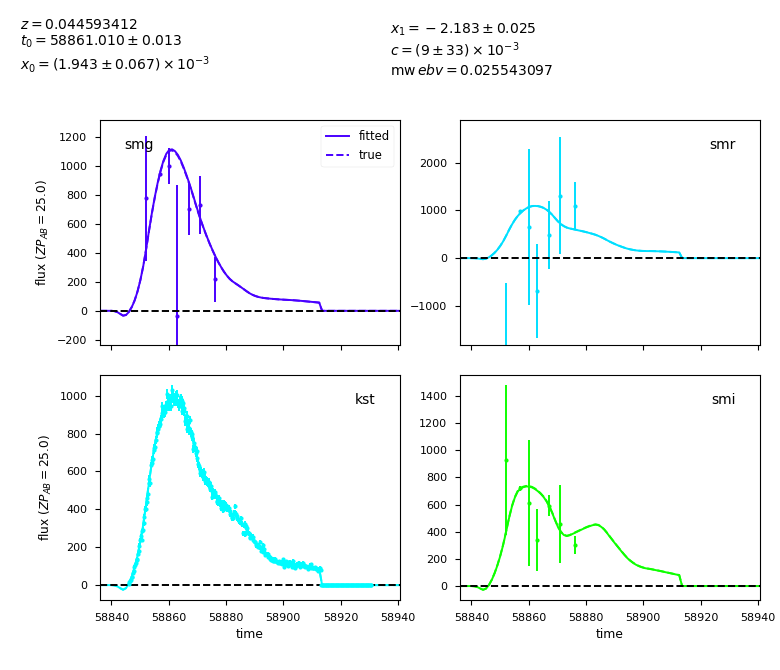 z = 0.044593412
t₀ = 58861.010 ± 0.013
x₀ = (1.943 ± 0.067) × 10⁻³
x₁ = −2.183 ± 0.025
c = (9 ± 33) × 10⁻³
mw ebv = 0.025543097
smg
fitted
true
1200
1000
800
600
400
200
0
−200
flux (ZP_AB = 25.0)
smr
2000
1000
0
−1000
kst
1000
800
600
400
200
0
flux (ZP_AB = 25.0)
58840 58860 58880 58900 58920 58940
time
smi
1400
1200
1000
800
600
400
200
0
58840 58860 58880 58900 58920 58940
time